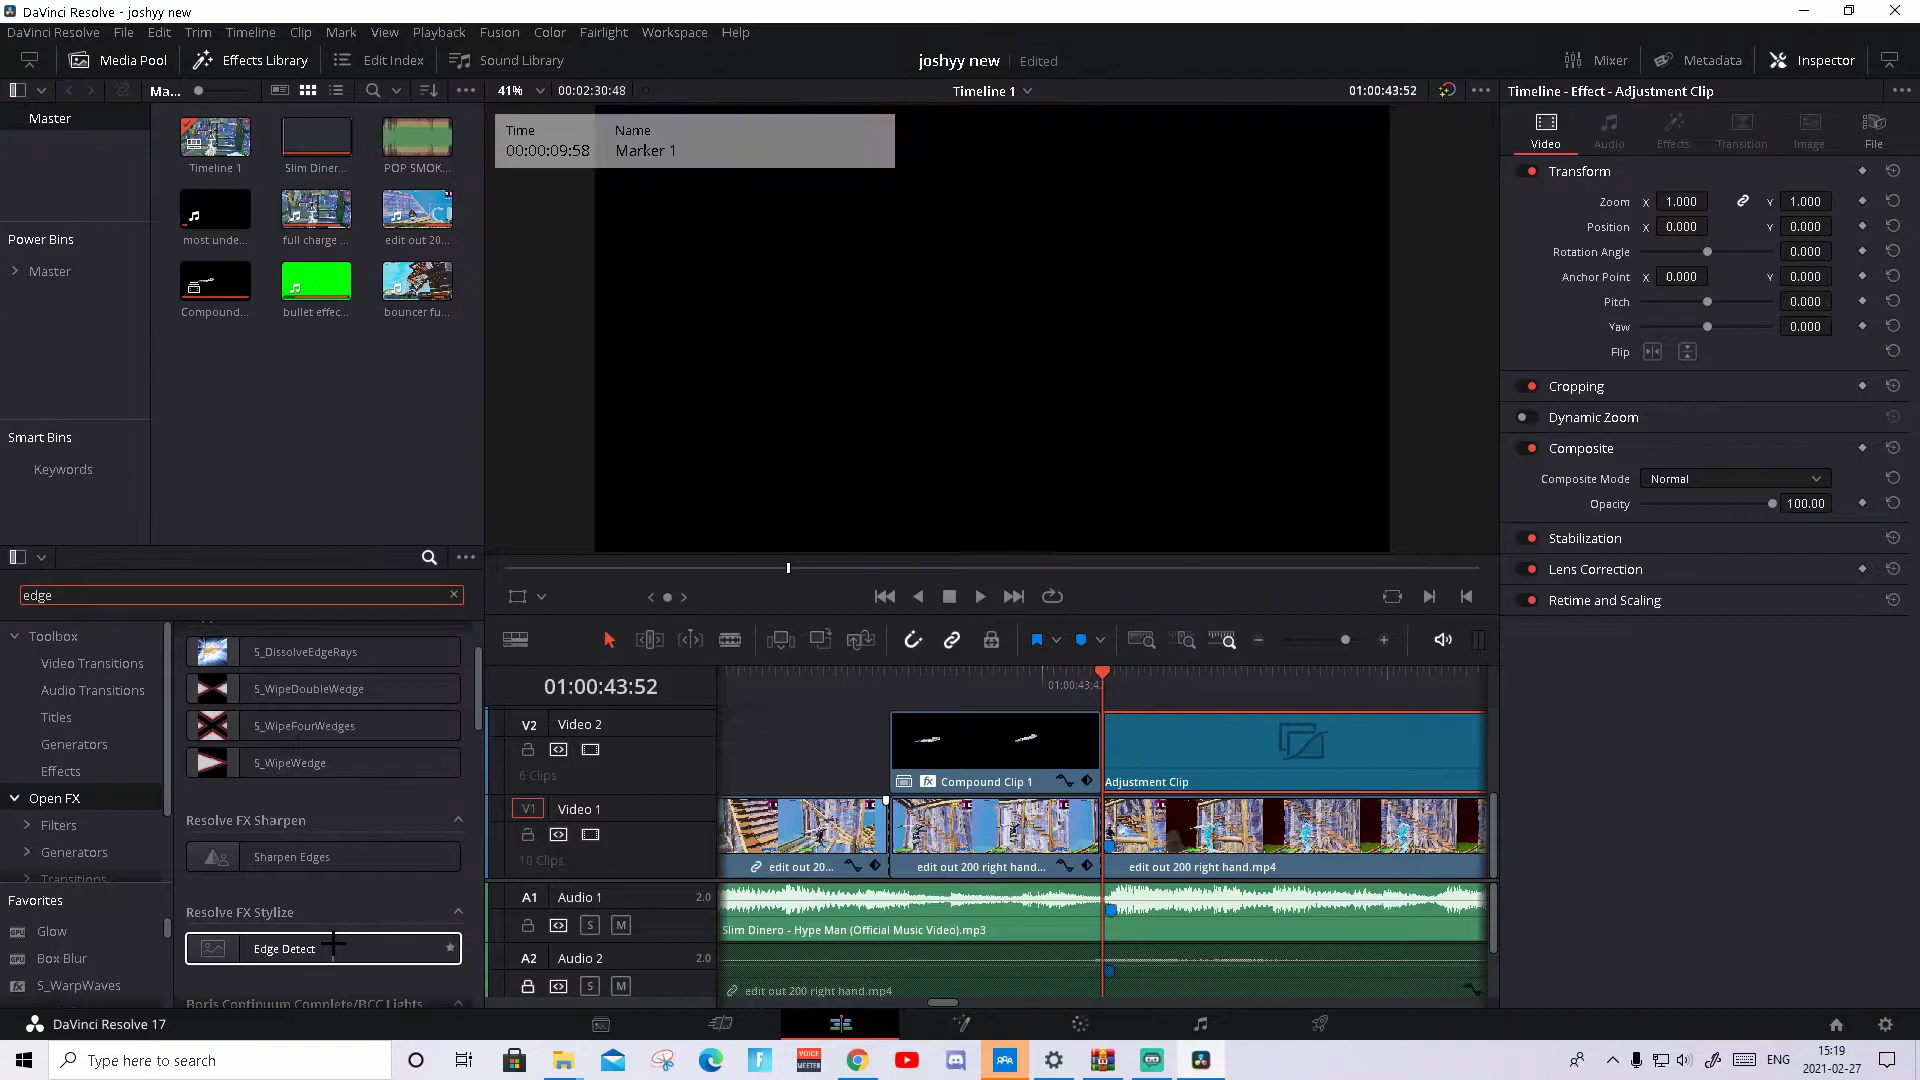 DaVinci Resolve - joshyy new
DaVinci Resolve File Edit Trim Timeline Clip Mark View Playback Fusion Color Fairlight Workspace Help
Media Pool Effects Library Edit Index Sound Library joshyy new Edited Mixer Metadata Inspector
Ma... 41% 00:02:30:48 Timeline 1 01:00:43:52 Timeline - Effect - Adjustment Clip
Master
Timeline 1 Slim Diner... POP SMOK...
most unde... full charge ... edit out 20...
Compound... bullet effec... bouncer fu...
Power Bins
Master
Smart Bins
Keywords
Time Name
00:00:09:58 Marker 1
Video Audio Effects Transition Image File
Transform
Zoom X 1.000 Y 1.000
Position X 0.000 Y 0.000
Rotation Angle 0.000
Anchor Point X 0.000 Y 0.000
Pitch 0.000
Yaw 0.000
Flip
Cropping
Dynamic Zoom
Composite
Composite Mode Normal
Opacity 100.00
Stabilization
Lens Correction
Retime and Scaling
edge
Toolbox
Video Transitions
Audio Transitions
Titles
Generators
Effects
Open FX
Filters
Generators
Transitions
Favorites
Glow
Box Blur
S_WarpWaves
S_DissolveEdgeRays
S_WipeDoubleWedge
S_WipeFourWedges
S_WipeWedge
Resolve FX Sharpen
Sharpen Edges
Resolve FX Stylize
Edge Detect
Boris Continuum Complete/BCC Lights
01:00:43:52
V2 Video 2
6 Clips
Compound Clip 1 Adjustment Clip
V1 Video 1
10 Clips
edit out 20... edit out 200 right hand... edit out 200 right hand.mp4
A1 Audio 1 2.0
S M
Slim Dinero - Hype Man (Official Music Video).mp3
A2 Audio 2 2.0
S M
edit out 200 right hand.mp4
DaVinci Resolve 17
Type here to search
VOICE MEETER
ENG
15:19
2021-02-27